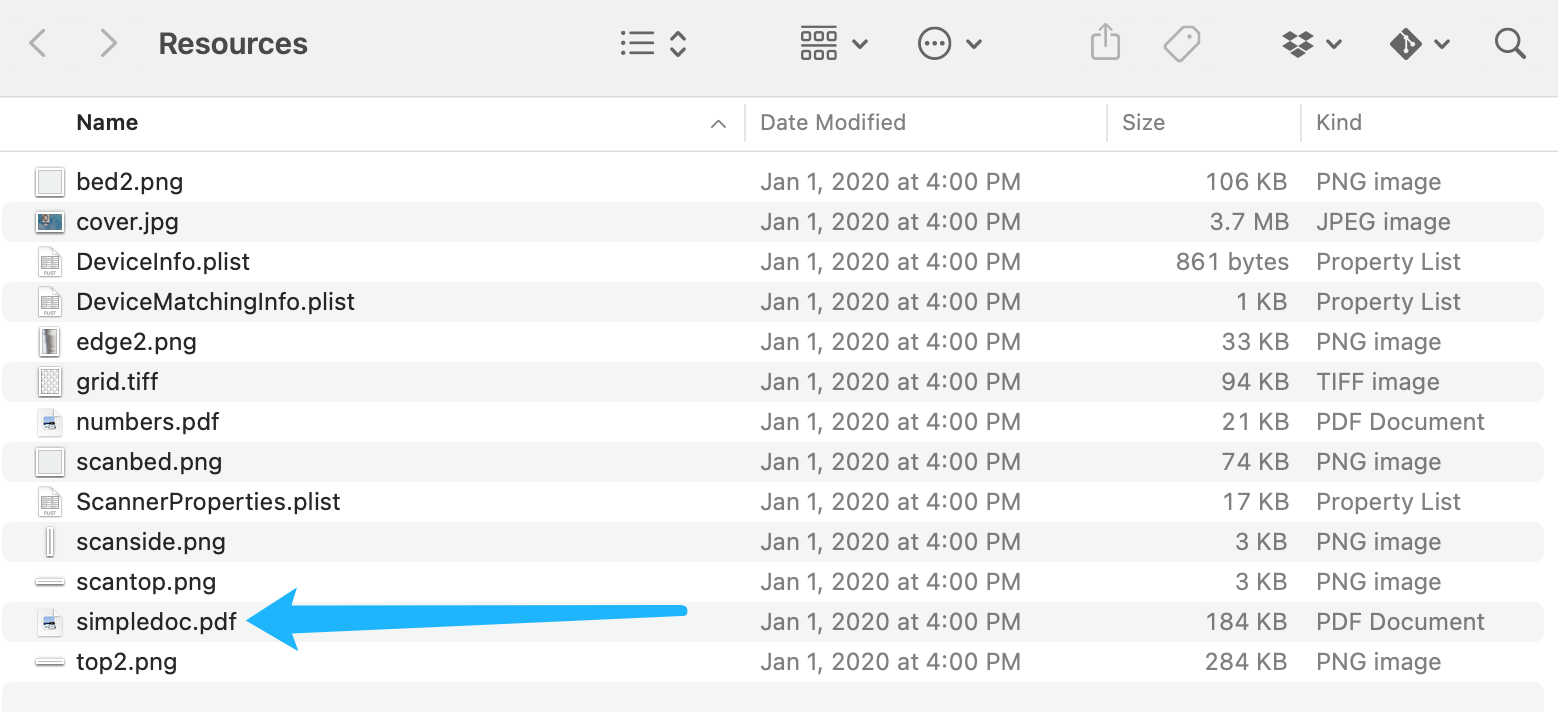 Resources
Name Date Modified Size Kind
bed2.png Jan 1, 2020 at 4:00 PM 106 KB PNG image
cover.jpg Jan 1, 2020 at 4:00 PM 3.7 MB JPEG image
DeviceInfo.plist Jan 1, 2020 at 4:00 PM 861 bytes Property List
DeviceMatchingInfo.plist Jan 1, 2020 at 4:00 PM 1 KB Property List
edge2.png Jan 1, 2020 at 4:00 PM 33 KB PNG image
grid.tiff Jan 1, 2020 at 4:00 PM 94 KB TIFF image
numbers.pdf Jan 1, 2020 at 4:00 PM 21 KB PDF Document
scanbed.png Jan 1, 2020 at 4:00 PM 74 KB PNG image
ScannerProperties.plist Jan 1, 2020 at 4:00 PM 17 KB Property List
scanside.png Jan 1, 2020 at 4:00 PM 3 KB PNG image
scantop.png Jan 1, 2020 at 4:00 PM 3 KB PNG image
simpledoc.pdf Jan 1, 2020 at 4:00 PM 184 KB PDF Document
top2.png Jan 1, 2020 at 4:00 PM 284 KB PNG image